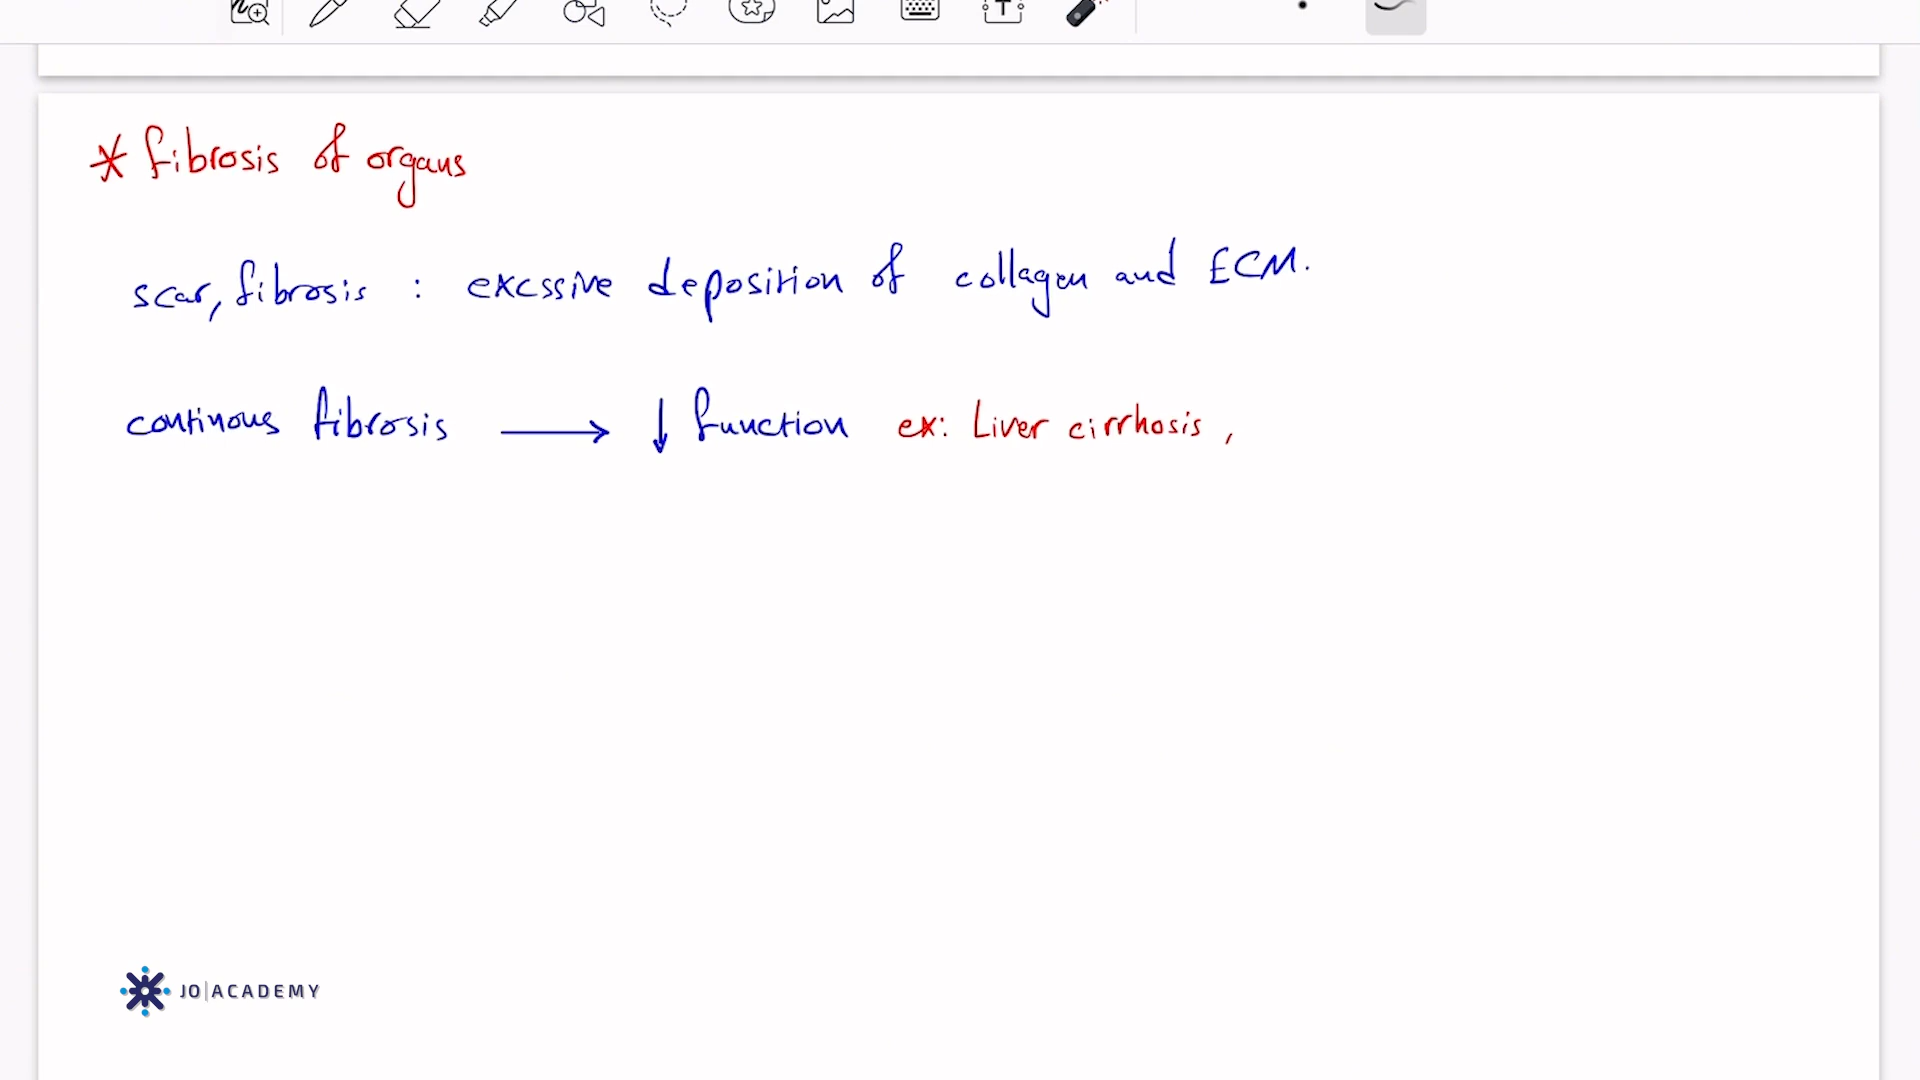 * fibrosis of organs
scar, fibrosis : excssive deposition of collagen and ECM.
continous fibrosis → ↓ function ex: Liver cirrhosis ,
JO|ACADEMY